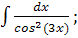 ∫ dx / cos²(3x) ;